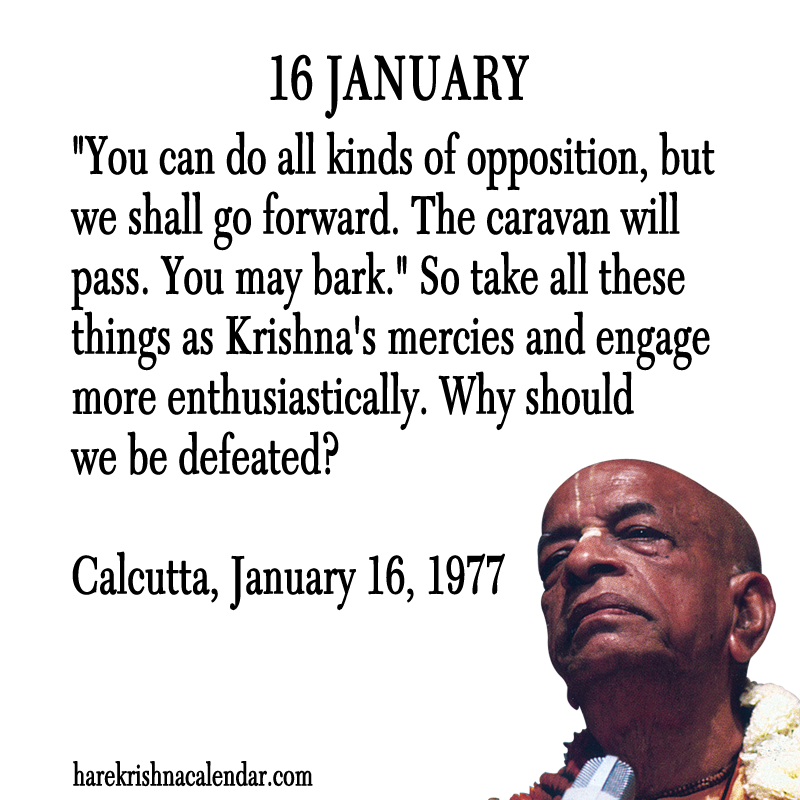 16 JANUARY
"You can do all kinds of opposition, but
we shall go forward. The caravan will
pass. You may bark." So take all these
things as Krishna's mercies and engage
more enthusiastically. Why should
we be defeated?
Calcutta, January 16, 1977
harekrishnacalendar.com